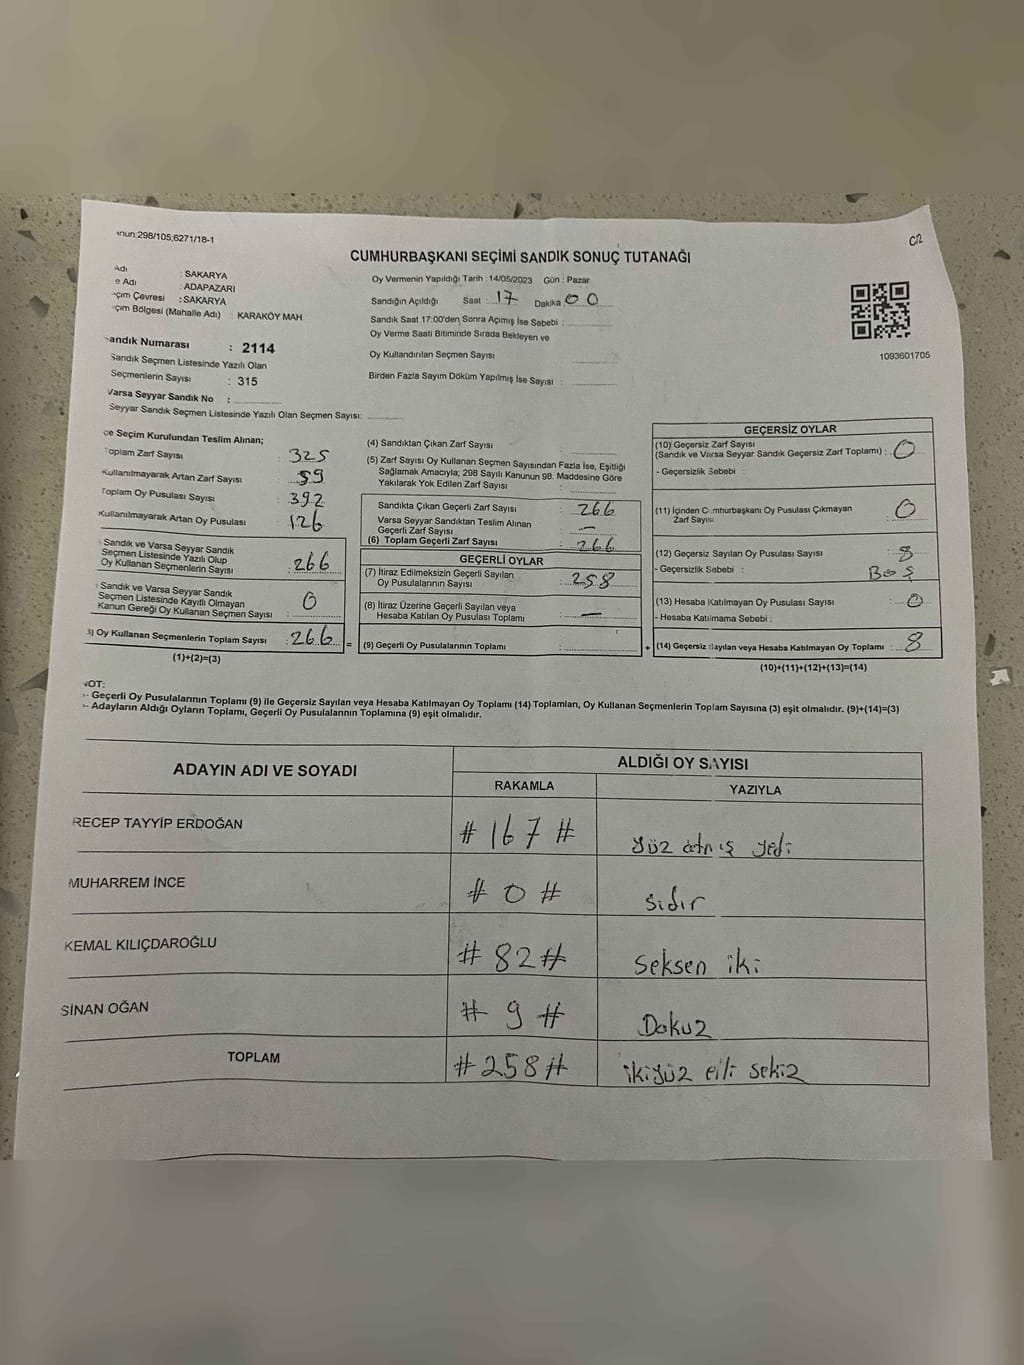 nun:298/105;6271/18-1
C2
CUMHURBAŞKANI SEÇİMİ SANDIK SONUÇ TUTANAĞI
Adı : SAKARYA
e Adı : ADAPAZARI
çim Çevresi : SAKARYA
çim Bölgesi (Mahalle Adı) : KARAKÖY MAH.
andık Numarası : 2114
Sandık Seçmen Listesinde Yazılı Olan
Seçmenlerin Sayısı : 315
Varsa Seyyar Sandık No :
Seyyar Sandık Seçmen Listesinde Yazılı Olan Seçmen Sayısı:
Oy Vermenin Yapıldığı Tarih :14/05/2023 Gün : Pazar
Sandığın Açıldığı Saat : 17 Dakika 00
Sandık Saat 17:00'den Sonra Açımış İse Sebebi :
Oy Verme Saati Bitiminde Sırada Bekleyen ve
Oy Kullandırılan Seçmen Sayısı
Birden Fazla Sayım Döküm Yapılmış İse Sayısı :
1093601705
çe Seçim Kurulundan Teslim Alınan;
Toplam Zarf Sayısı : 325
Kullanılmayarak Artan Zarf Sayısı : 59
Toplam Oy Pusulası Sayısı : 392
Kullanılmayarak Artan Oy Pusulası : 126
Sandık ve Varsa Seyyar Sandık
Seçmen Listesinde Yazılı Olup
Oy Kullanan Seçmenlerin Sayısı : 266
Sandık ve Varsa Seyyar Sandık
Seçmen Listesinde Kayıtlı Olmayan
Kanun Gereği Oy Kullanan Seçmen Sayısı : 0
3) Oy Kullanan Seçmenlerin Toplam Sayısı : 266 =
(1)+(2)=(3)
(4) Sandıktan Çıkan Zarf Sayısı
(5) Zarf Sayısı Oy Kullanan Seçmen Sayısından Fazla İse, Eşitliği
Sağlamak Amacıyla; 298 Sayılı Kanunun 98. Maddesine Göre
Yakılarak Yok Edilen Zarf Sayısı :
Sandıkta Çıkan Geçerli Zarf Sayısı : 266
Varsa Seyyar Sandıktan Teslim Alınan
Geçerli Zarf Sayısı : —
(6) Toplam Geçerli Zarf Sayısı : 266
GEÇERLİ OYLAR
(7) İtiraz Edilmeksizin Geçerli Sayılan
Oy Pusulalarının Sayısı : 258
(8) İtiraz Üzerine Geçerli Sayılan veya
Hesaba Katılan Oy Pusulası Toplamı : —
(9) Geçerli Oy Pusulalarının Toplamı : +
GEÇERSİZ OYLAR
(10) Geçersiz Zarf Sayısı
(Sandık ve Varsa Seyyar Sandık Geçersiz Zarf Toplamı) : 0
- Geçersizlik Sebebi :
(11) İçinden Cumhurbaşkanı Oy Pusulası Çıkmayan
Zarf Sayısı : 0
(12) Geçersiz Sayılan Oy Pusulası Sayısı : 8
- Geçersizlik Sebebi : BOŞ
(13) Hesaba Katılmayan Oy Pusulası Sayısı : 0
- Hesaba Katılmama Sebebi :
(14) Geçersiz Sayılan veya Hesaba Katılmayan Oy Toplamı : 8
(10)+(11)+(12)+(13)=(14)
NOT:
- Geçerli Oy Pusulalarının Toplamı (9) ile Geçersiz Sayılan veya Hesaba Katılmayan Oy Toplamı (14) Toplamları, Oy Kullanan Seçmenlerin Toplam Sayısına (3) eşit olmalıdır. (9)+(14)=(3)
- Adayların Aldığı Oyların Toplamı, Geçerli Oy Pusulalarının Toplamına (9) eşit olmalıdır.
ADAYIN ADI VE SOYADI
ALDIĞI OY SAYISI
RAKAMLA YAZIYLA
RECEP TAYYİP ERDOĞAN # 167 # yüz atmış yedi
MUHARREM İNCE # 0 # sıdır
KEMAL KILIÇDAROĞLU # 82 # Seksen iki
SİNAN OĞAN # 9 # Dokuz
TOPLAM # 258 # ikiyüz elli sekiz